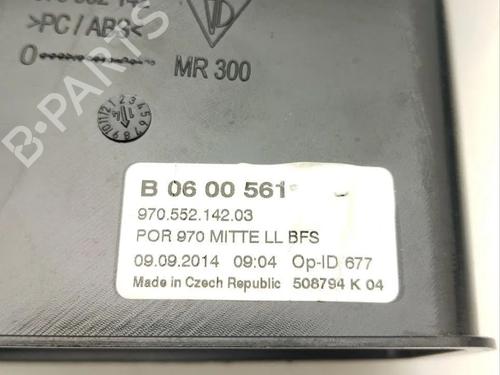 >PC/ABS<
MR 300
B 06 00 561
970.552.142.03
POR 970 MITTE LL BFS
09.09.2014 09:04 Op-ID 677
Made in Czech Republic 508794 K 04
B-PARTS